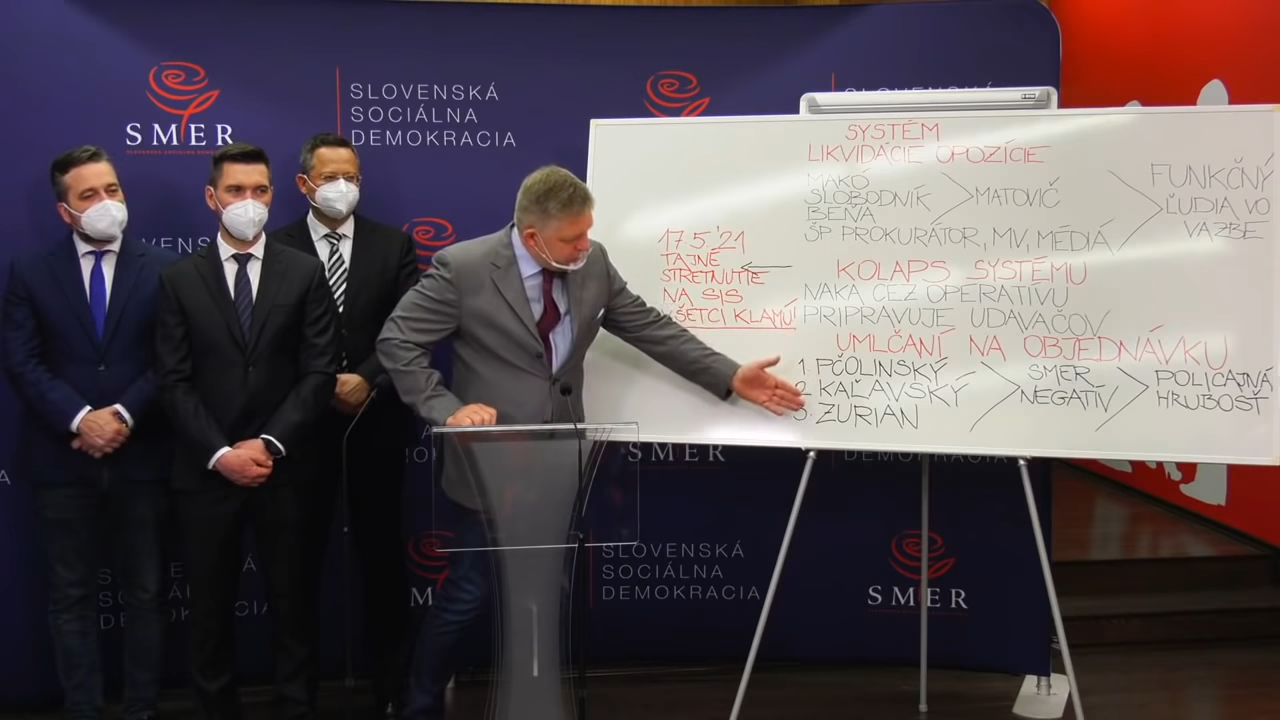 SMER
SLOVENSKÁ
SOCIÁLNA
DEMOKRACIA
SYSTÉM
LIKVIDÁCIE OPOZÍCIE
MAKÓ
SLOBODNÍK
BEŇA
MATOVIČ
FUNKČNÝ
ĽUDIA VO
VÄZBE
ŠP PROKURÁTOR, MV, MÉDIÁ
17.5.'21
TAJNÉ
STRETNUTIE
NA SIS
VŠETCI KLAMÚ!
KOLAPS SYSTÉMU
NAKA CEZ OPERATÍVU
PRIPRAVUJE UDAVAČOV
UMLČANÍ NA OBJEDNÁVKU
1. PČOLINSKÝ
2. KAĽAVSKÝ
3. ZURIAN
SMER
NEGATÍV
POLICAJNÁ
HRUBOSŤ
SMER
SLOVENSKÁ
SOCIÁLNA
DEMOKRACIA
SMER